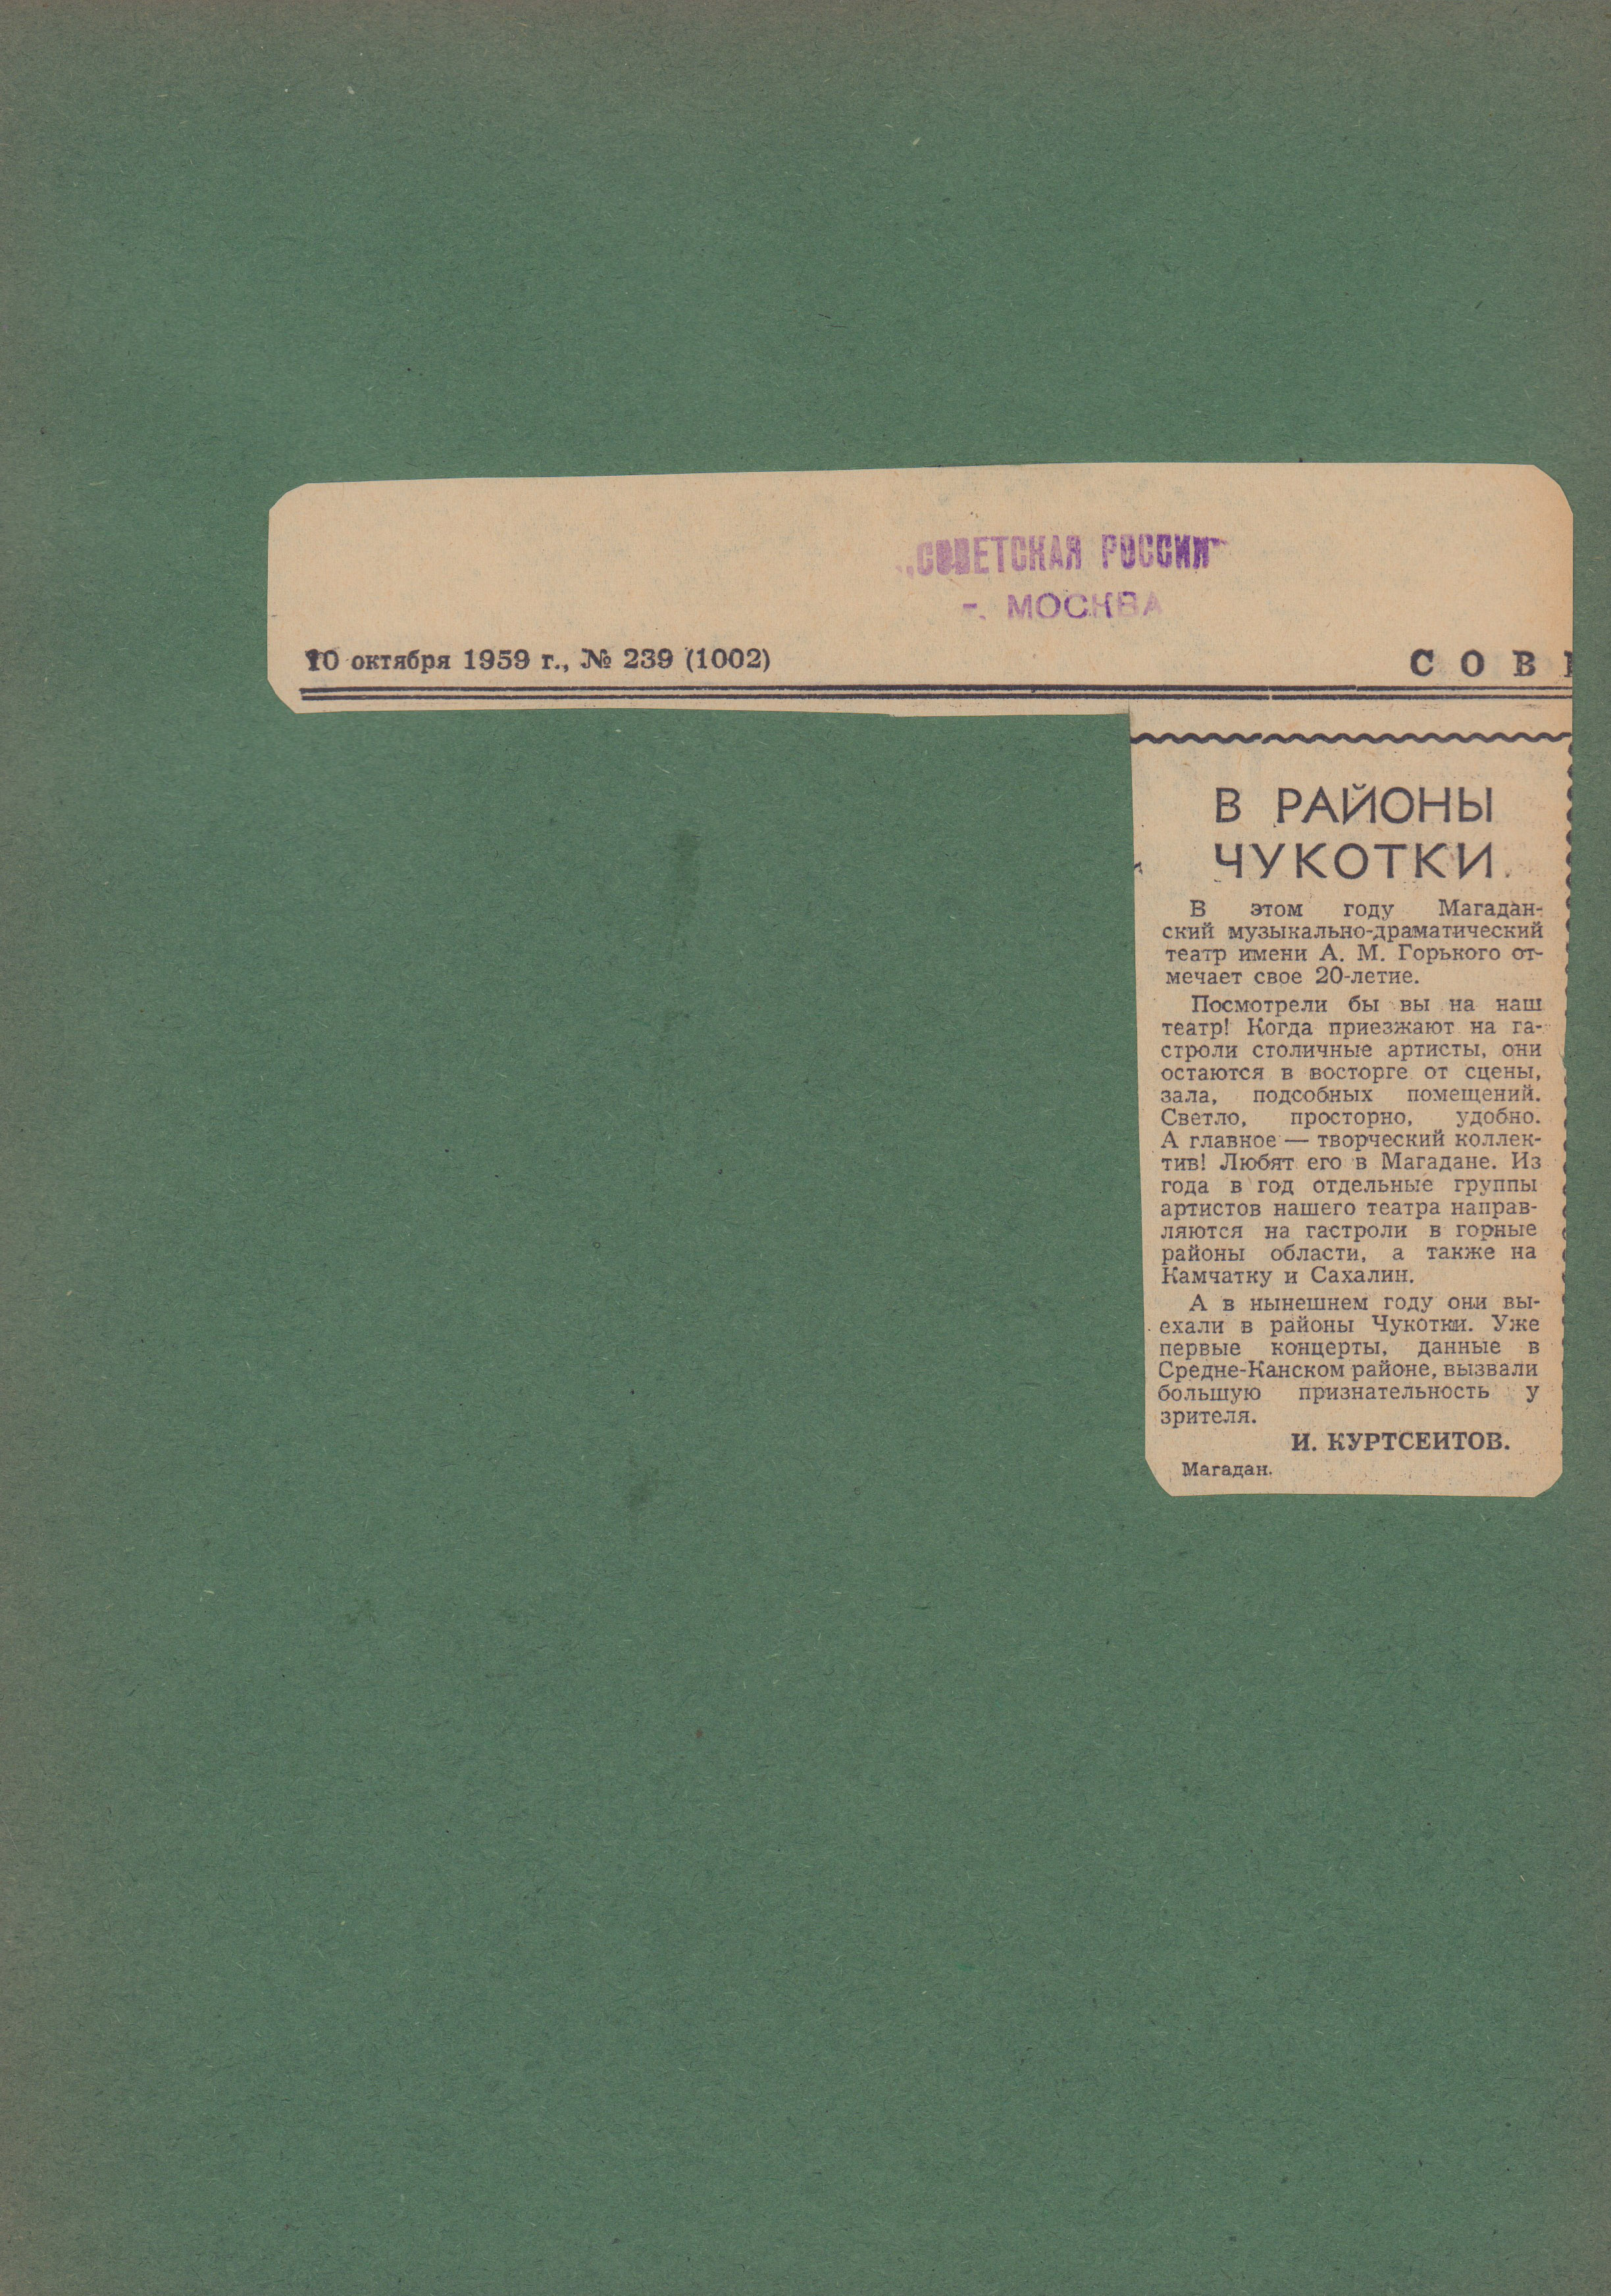 „СОВЕТСКАЯ РОССИЯ"
г. МОСКВА
10 октября 1959 г., № 239 (1002)
СОВ
В РАЙОНЫ
ЧУКОТКИ
В этом году Магадан-
ский музыкально-драматический
театр имени А. М. Горького от-
мечает свое 20-летие.
Посмотрели бы вы на наш
театр! Когда приезжают на га-
строли столичные артисты, они
остаются в восторге от сцены,
зала, подсобных помещений.
Светло, просторно, удобно.
А главное — творческий коллек-
тив! Любят его в Магадане. Из
года в год отдельные группы
артистов нашего театра направ-
ляются на гастроли в горные
районы области, а также на
Камчатку и Сахалин.
А в нынешнем году они вы-
ехали в районы Чукотки. Уже
первые концерты, данные в
Средне-Канском районе, вызвали
большую признательность у
зрителя.
И. КУРТСЕИТОВ.
Магадан.